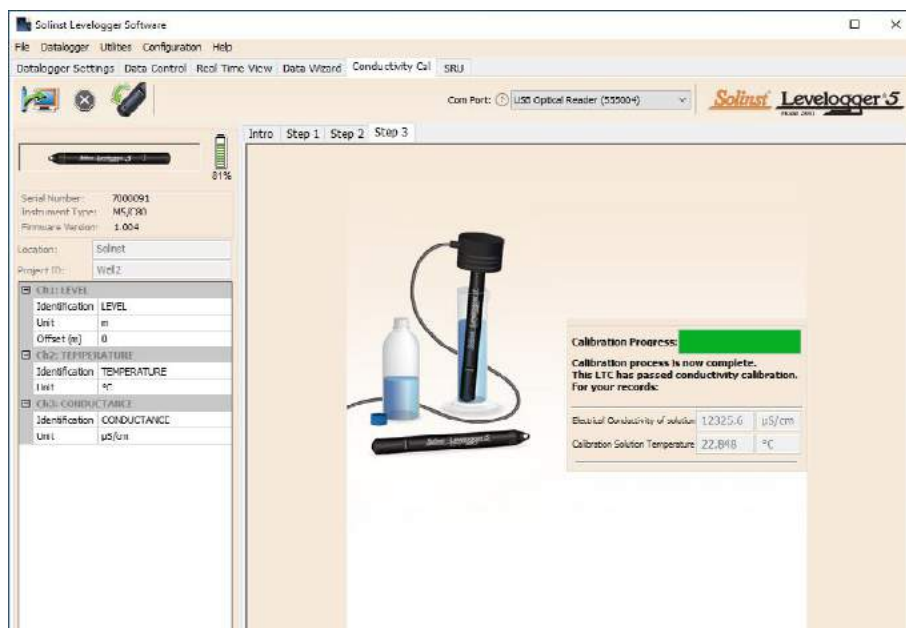 Solinst Levelogger Software
File Datalogger Utilities Configuration Help
Datalogger Settings Data Control Real Time View Data Wizard Conductivity Cal SRU
Com Port: ? USB Optical Reader (555004)
Solinst Levelogger 5
Intro Step 1 Step 2 Step 3
Levelogger 5
81%
Serial Number: 7000091
Instrument Type: M5/C80
Firmware Version: 1.004
Location: Solinst
Project ID: Well2
Ch1: LEVEL
Identification LEVEL
Unit m
Offset (m) 0
Ch2: TEMPERATURE
Identification TEMPERATURE
Unit °C
Ch3: CONDUCTANCE
Identification CONDUCTANCE
Unit µS/cm
Calibration Progress:
Calibration process is now complete.
This LTC has passed conductivity calibration.
For your records:
Electrical Conductivity of solution 12325.6 µS/cm
Calibration Solution Temperature 22.848 °C
Solinst Levelogger 5